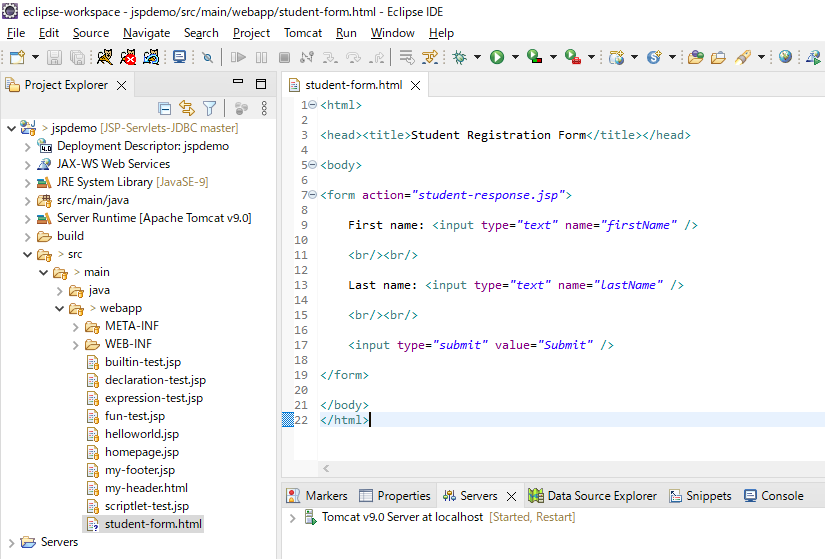 eclipse-workspace - jspdemo/src/main/webapp/student-form.html - Eclipse IDE
File Edit Source Navigate Search Project Tomcat Run Window Help
Project Explorer
jspdemo [JSP-Servlets-JDBC master]
Deployment Descriptor: jspdemo
JAX-WS Web Services
JRE System Library [JavaSE-9]
src/main/java
Server Runtime [Apache Tomcat v9.0]
build
src
main
java
webapp
META-INF
WEB-INF
builtin-test.jsp
declaration-test.jsp
expression-test.jsp
fun-test.jsp
helloworld.jsp
homepage.jsp
my-footer.jsp
my-header.html
scriptlet-test.jsp
student-form.html
Servers
student-form.html
1 <html>
2
3 <head><title>Student Registration Form</title></head>
4
5 <body>
6
7 <form action="student-response.jsp">
8
9 First name: <input type="text" name="firstName" />
10
11 <br/><br/>
12
13 Last name: <input type="text" name="lastName" />
14
15 <br/><br/>
16
17 <input type="submit" value="Submit" />
18
19 </form>
20
21 </body>
22 </html>
Markers Properties Servers Data Source Explorer Snippets Console
Tomcat v9.0 Server at localhost [Started, Restart]